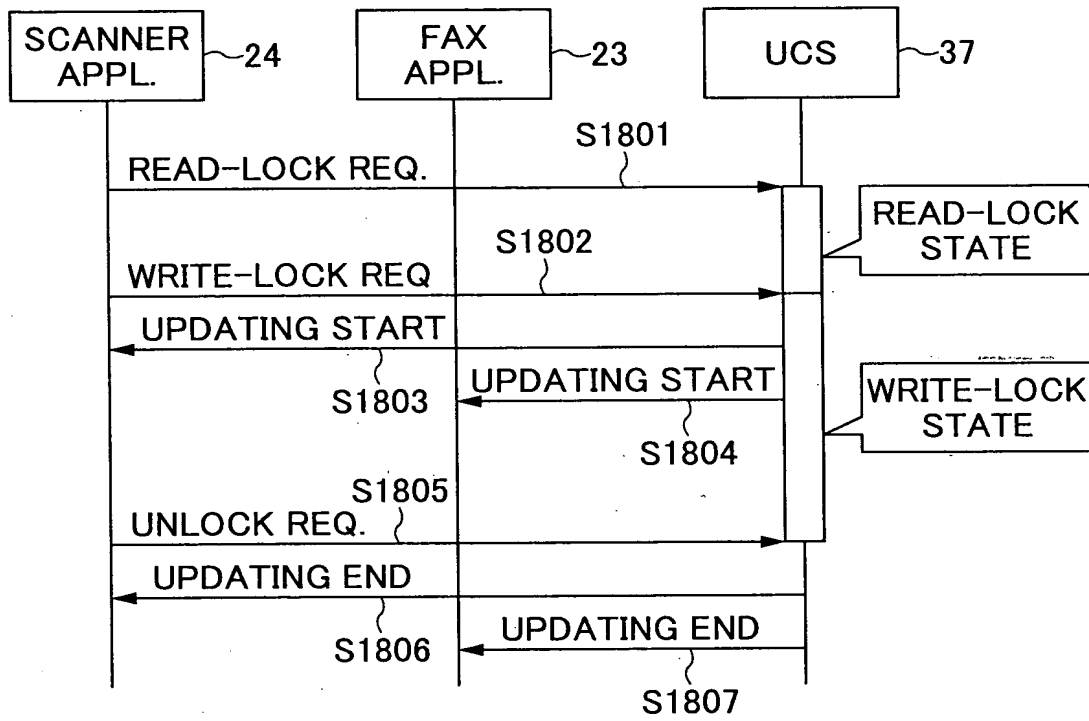 SCANNER
APPL.
24
FAX
APPL.
23
UCS
37
S1801
READ-LOCK REQ.
READ-LOCK
STATE
S1802
WRITE-LOCK REQ
UPDATING START
S1803
UPDATING START
S1804
WRITE-LOCK
STATE
S1805
UNLOCK REQ.
UPDATING END
S1806
UPDATING END
S1807